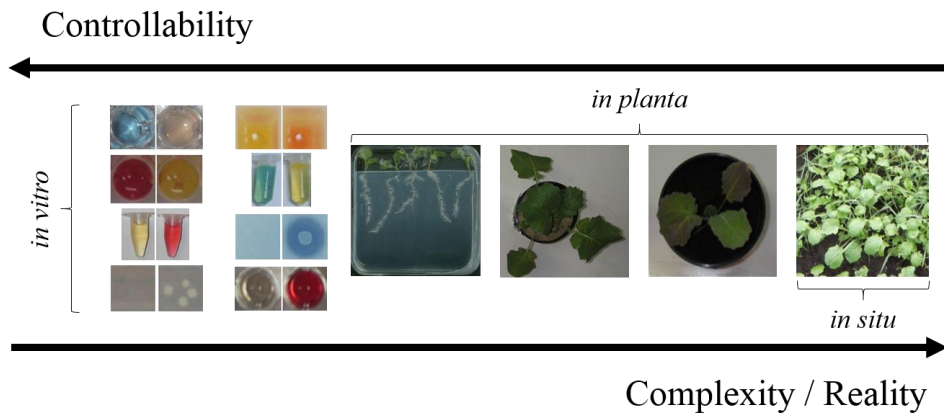 Controllability
in planta
in vitro
in situ
Complexity / Reality